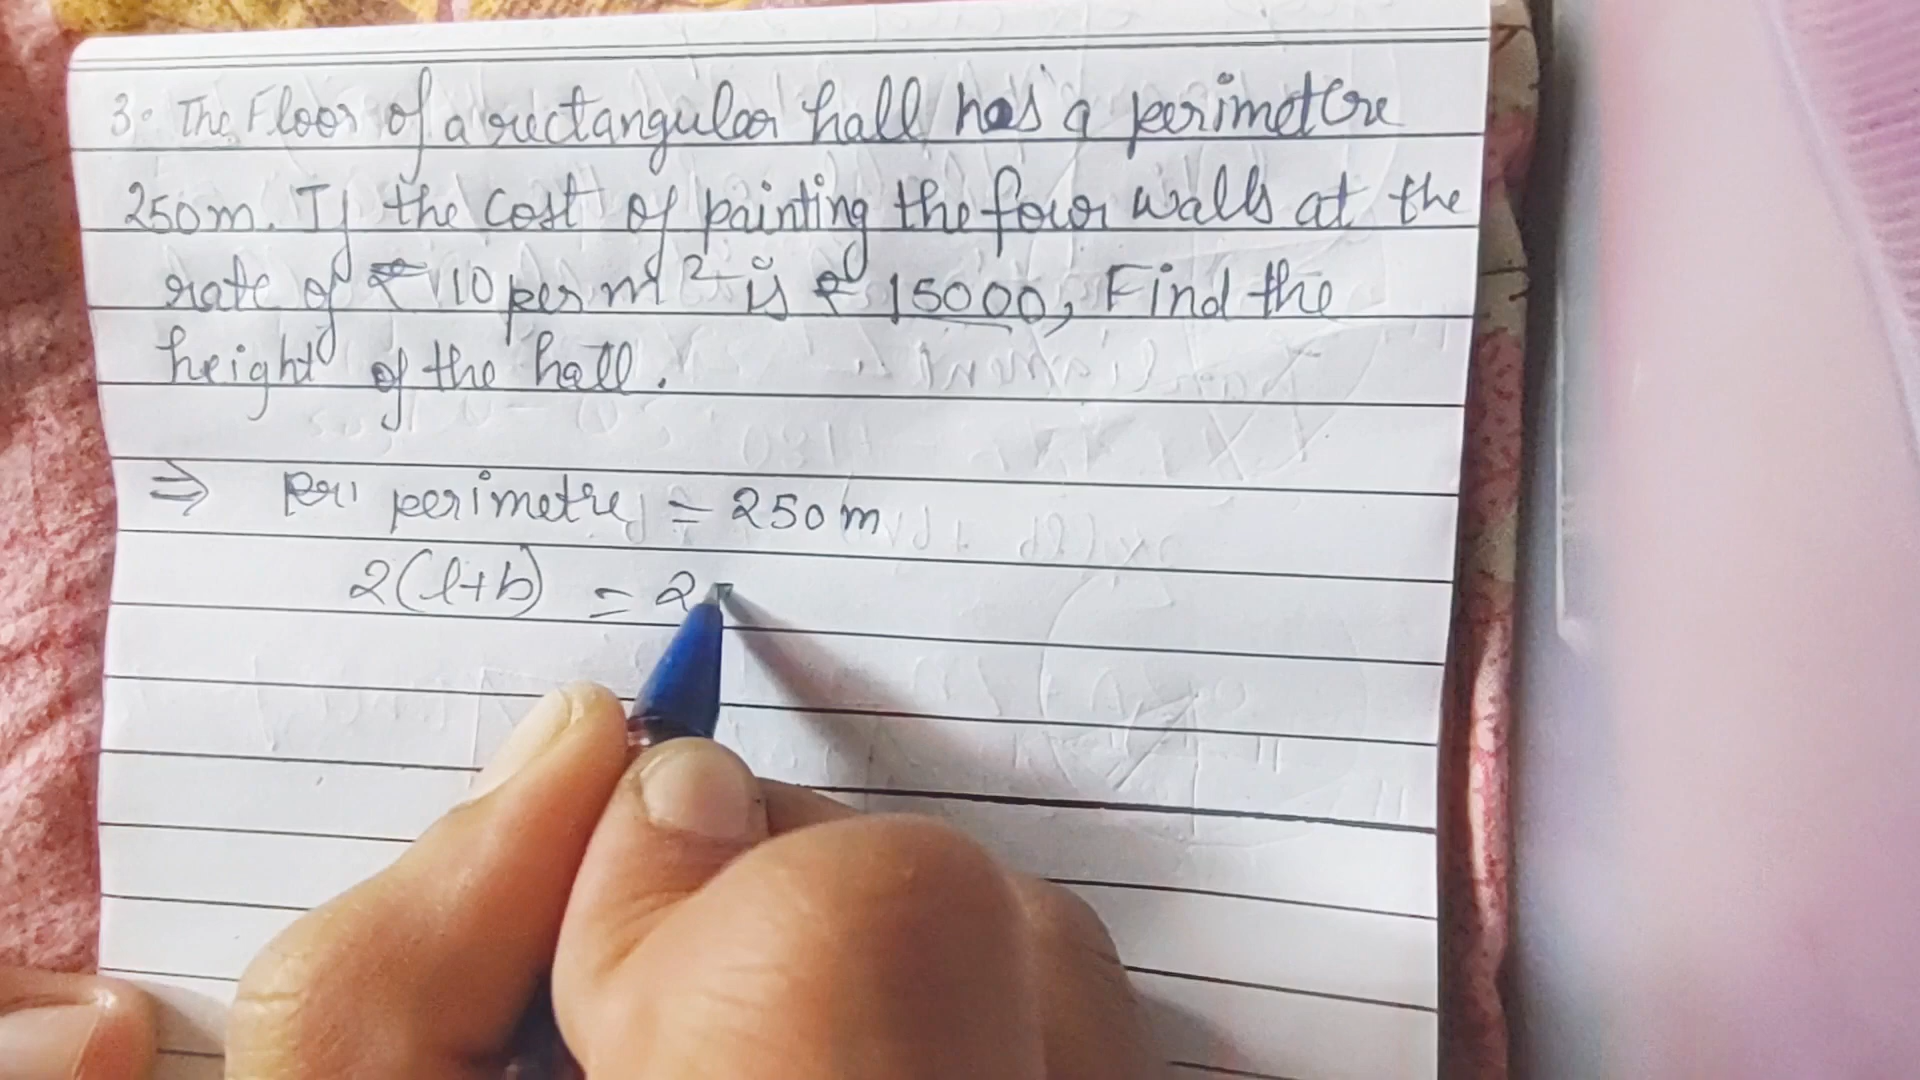 3. The Floor of a rectangular hall has a perimetre
250m. If the cost of painting the four walls at the
rate of ₹ 10 per m² is ₹ 15000, Find the
height of the hall.
⇒ Peri perimetre = 250m
2(l+b) = 2